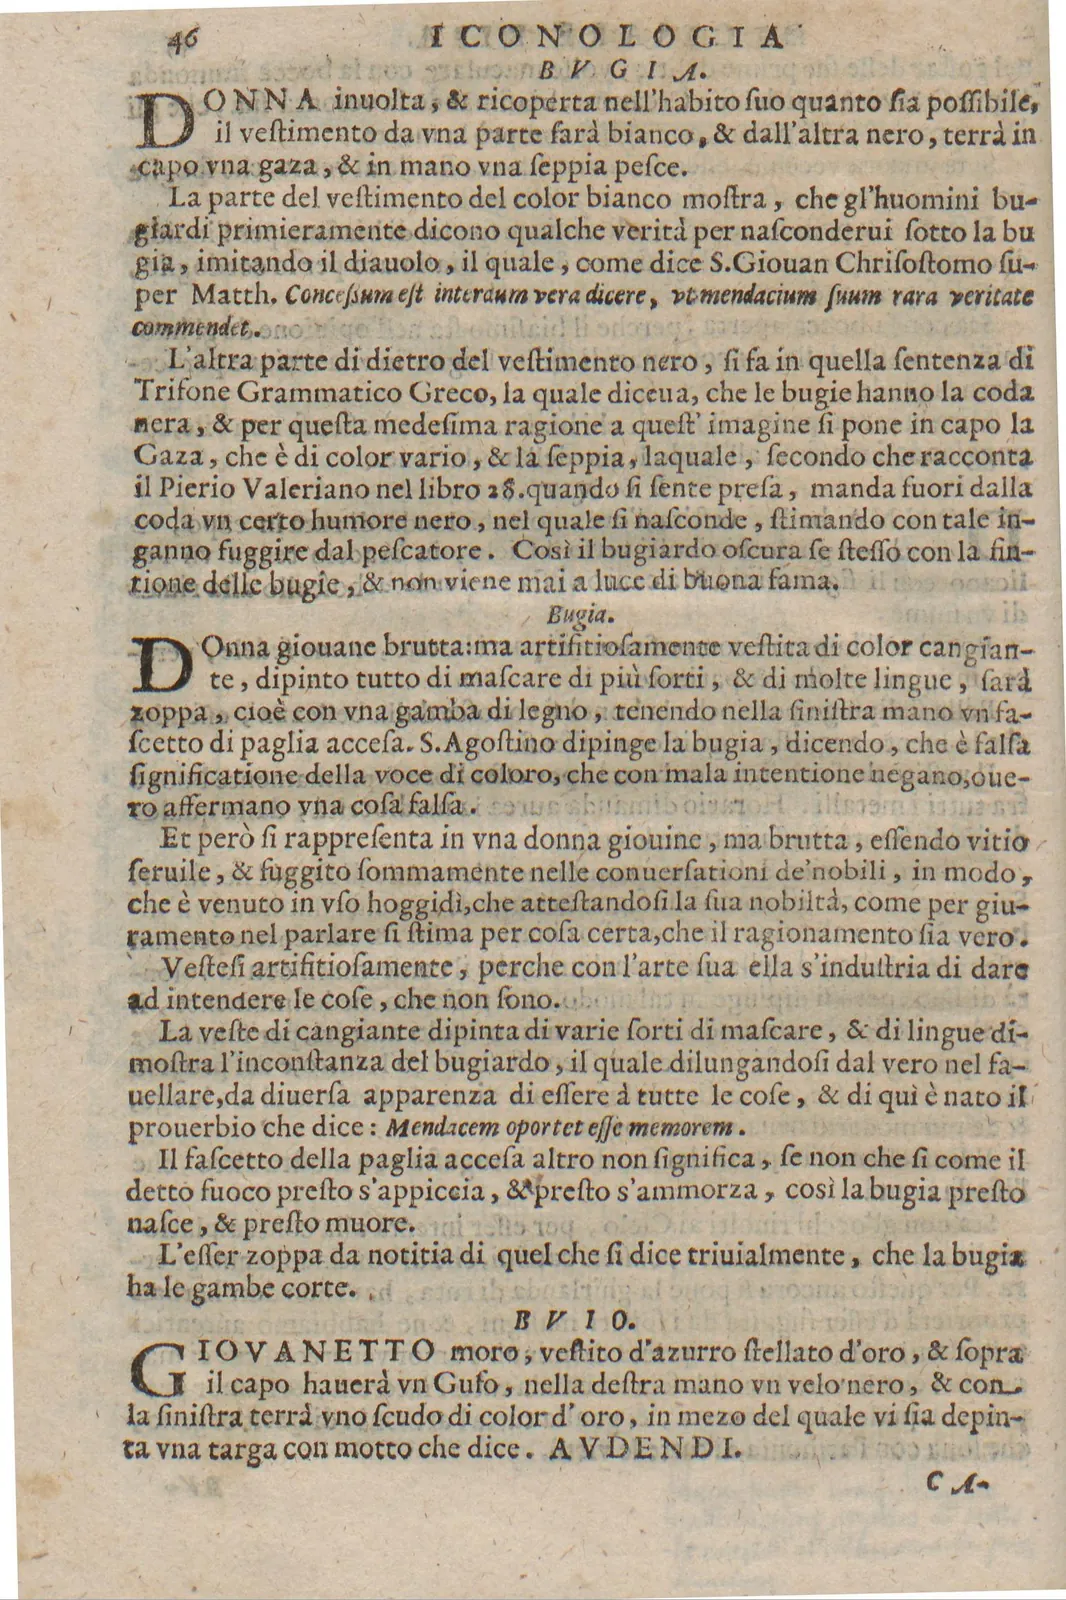 46 ICONOLOGIA
BVGIA.
DONNA inuolta, & ricoperta nell'habito ſuo quanto ſia poſſibile,
il veſtimento da vna parte ſarà bianco, & dall'altra nero, terrà in
capo vna gaza, & in mano vna ſeppia peſce.
La parte del veſtimento del color bianco moſtra, che gl'huomini bu-
giardi primieramente dicono qualche verità per naſconderui ſotto la bu
gia, imitando il diauolo, il quale, come dice S. Giouan Chriſoſtomo ſu-
per Matth. Conceſſum eſt interdum vera dicere, vt mendacium ſuum rara veritate
commendet.
L'altra parte di dietro del veſtimento nero, ſi fa in quella ſentenza di
Trifone Grammatico Greco, la quale diceua, che le bugie hanno la coda
nera, & per queſta medeſima ragione a queſt' imagine ſi pone in capo la
Gaza, che è di color vario, & la ſeppia, laquale, ſecondo che racconta
il Pierio Valeriano nel libro 28. quando ſi ſente preſa, manda fuori dalla
coda vn certo humore nero, nel quale ſi naſconde, ſtimando con tale in-
ganno fuggire dal peſcatore. Così il bugiardo oſcura ſe ſteſſo con la fin-
tione delle bugie, & non viene mai a luce di buona fama.
Bugia.
DOnna giouane brutta: ma artifitioſamente veſtita di color cangian-
te, dipinto tutto di maſcare di più ſorti, & di molte lingue, ſarà
zoppa, cioè con vna gamba di legno, tenendo nella ſiniſtra mano vn fa-
ſcetto di paglia acceſa. S. Agoſtino dipinge la bugia, dicendo, che è falſa
ſignificatione della voce di coloro, che con mala intentione negano, oue-
ro affermano vna coſa falſa.
Et però ſi rappreſenta in vna donna giouine, ma brutta, eſſendo vitio
ſeruile, & fuggito ſommamente nelle conuerſationi de'nobili, in modo,
che è venuto in vſo hoggidì, che atteſtandoſi la ſua nobiltà, come per giu-
ramento nel parlare ſi ſtima per coſa certa, che il ragionamento ſia vero.
Veſteſi artifitioſamente, perche con l'arte ſua ella s'induſtria di dare
ad intendere le coſe, che non ſono.
La veſte di cangiante dipinta di varie ſorti di maſcare, & di lingue di-
moſtra l'inconſtanza del bugiardo, il quale dilungandoſi dal vero nel fa-
uellare, da diuerſa apparenza di eſſere à tutte le coſe, & di quì è nato il
prouerbio che dice: Mendacem oportet eſſe memorem.
Il faſcetto della paglia acceſa altro non ſignifica, ſe non che ſi come il
detto fuoco preſto s'appiccia, & preſto s'ammorza, così la bugia preſto
naſce, & preſto muore.
L'eſſer zoppa da notitia di quel che ſi dice triuialmente, che la bugia
ha le gambe corte.
BVIO.
GIOVANETTO moro, veſtito d'azurro ſtellato d'oro, & ſopra
il capo hauerà vn Gufo, nella deſtra mano vn velo nero, & con
la ſiniſtra terrà vno ſcudo di color d' oro, in mezo del quale vi ſia depin-
ta vna targa con motto che dice. AVDENDI.
CA-